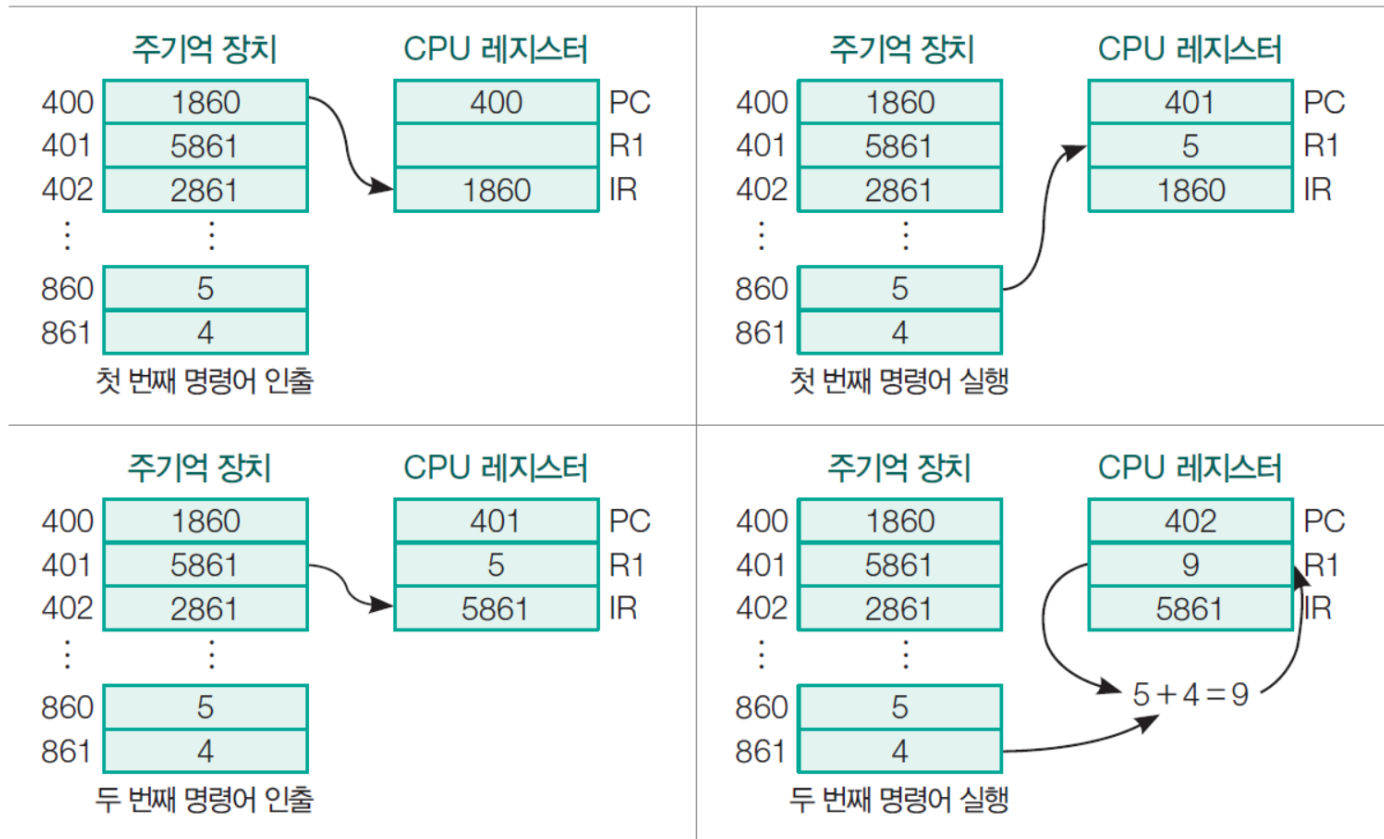 주기억 장치 CPU 레지스터
400 1860 400 PC
401 5861 R1
402 2861 1860 IR
⋮ ⋮
860 5
861 4
첫 번째 명령어 인출
주기억 장치 CPU 레지스터
400 1860 401 PC
401 5861 5 R1
402 2861 1860 IR
⋮ ⋮
860 5
861 4
첫 번째 명령어 실행
주기억 장치 CPU 레지스터
400 1860 401 PC
401 5861 5 R1
402 2861 5861 IR
⋮ ⋮
860 5
861 4
두 번째 명령어 인출
주기억 장치 CPU 레지스터
400 1860 402 PC
401 5861 9 R1
402 2861 5861 IR
⋮ ⋮
860 5 5+4=9
861 4
두 번째 명령어 실행